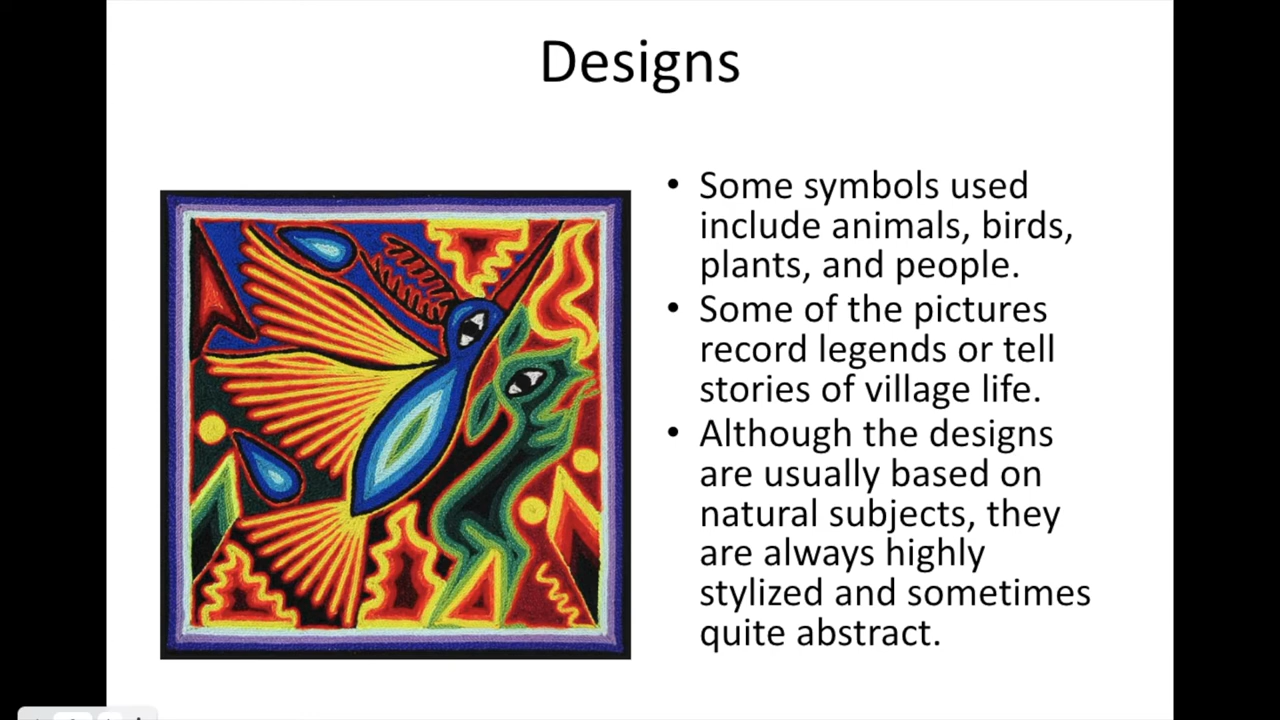 Designs
• Some symbols used
include animals, birds,
plants, and people.
• Some of the pictures
record legends or tell
stories of village life.
• Although the designs
are usually based on
natural subjects, they
are always highly
stylized and sometimes
quite abstract.